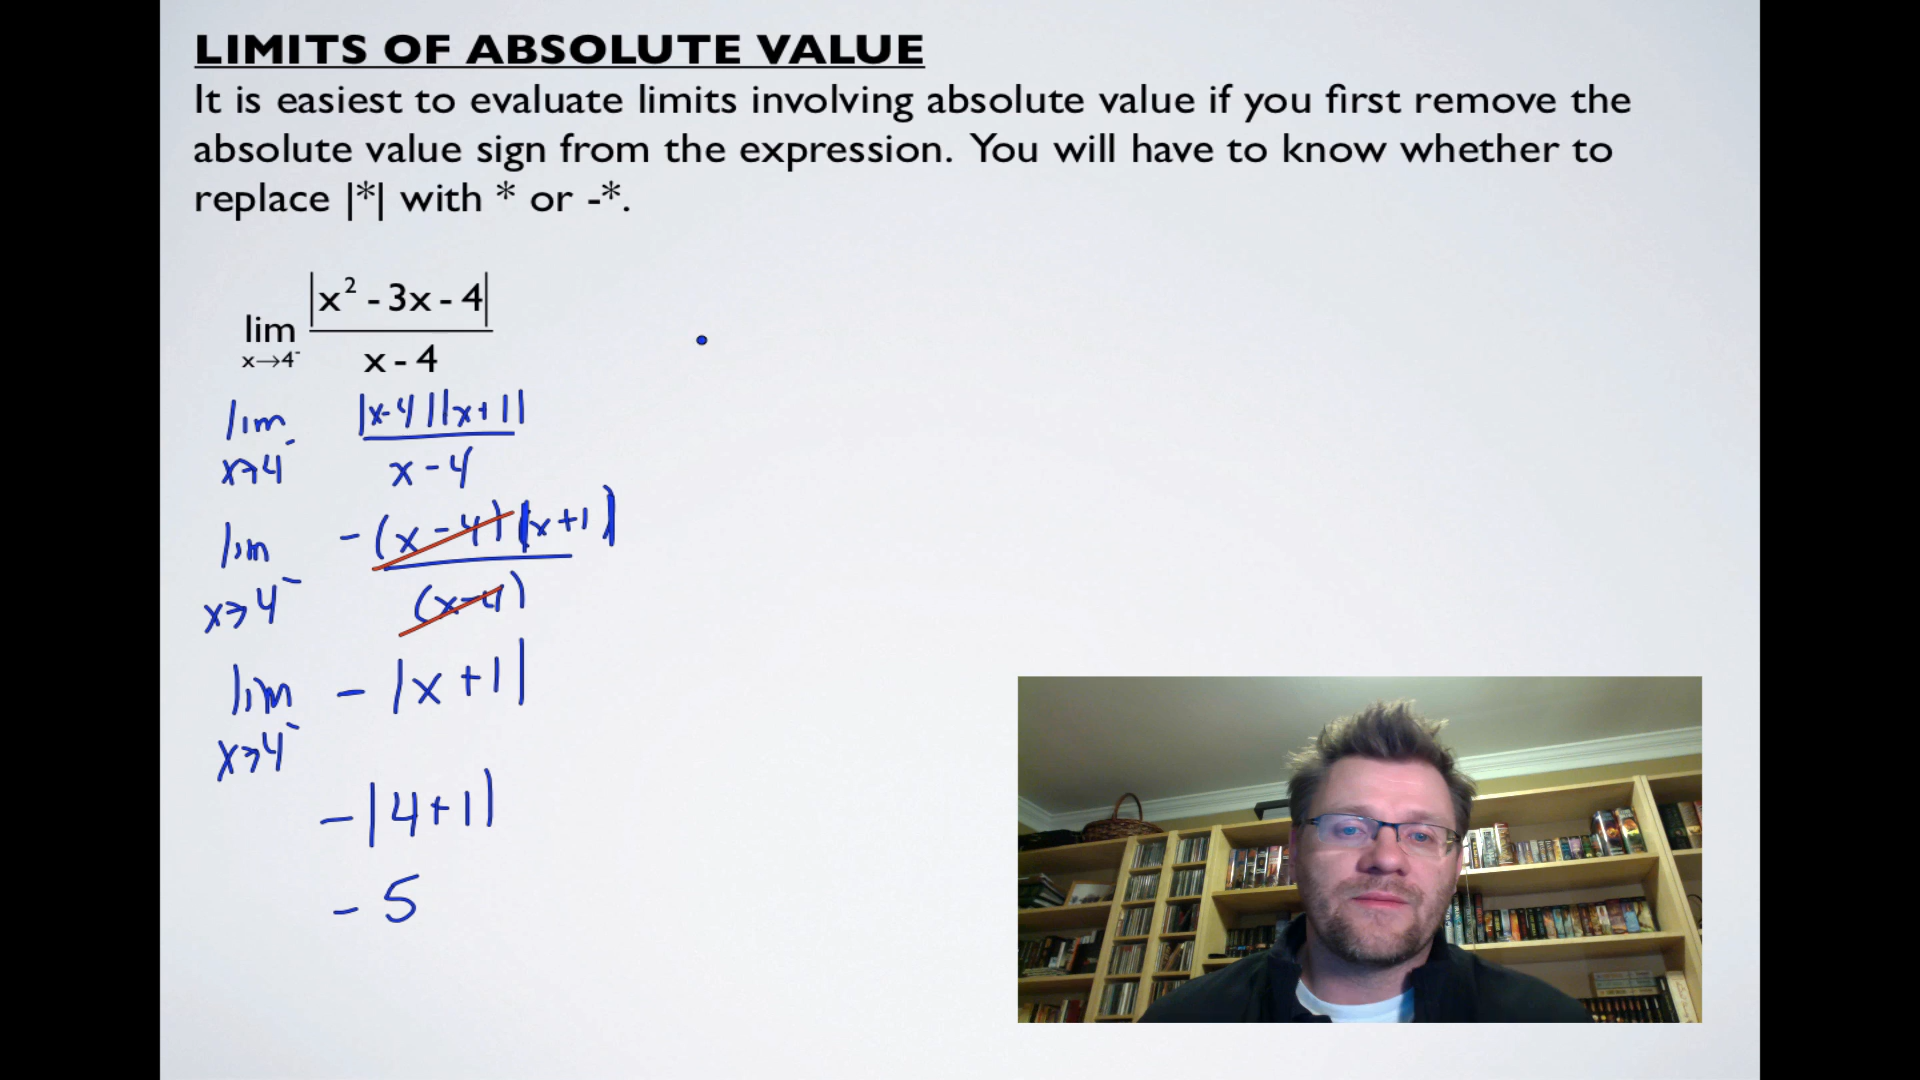 LIMITS OF ABSOLUTE VALUE
It is easiest to evaluate limits involving absolute value if you first remove the
absolute value sign from the expression. You will have to know whether to
replace |*| with * or -*.
|x² - 3x - 4|
lim
x→4⁻
x - 4
lim |x-4||x+1|
x→4⁻ x-4
lim -(x-4)|x+1|
x→4⁻ (x-4)
lim -|x+1|
x→4⁻
-|4+1|
-5